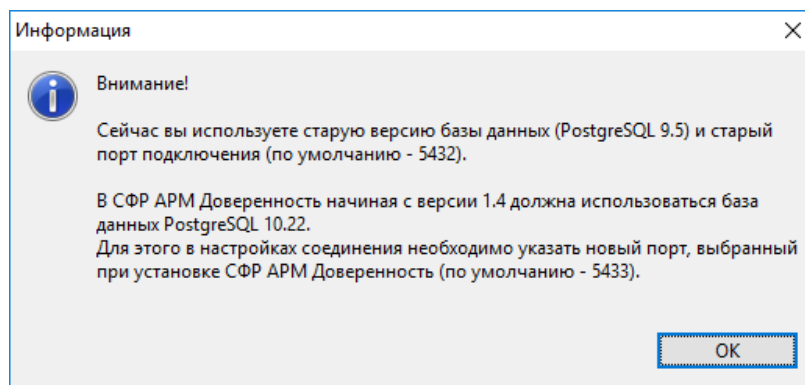 Информация
Внимание!
Сейчас вы используете старую версию базы данных (PostgreSQL 9.5) и старый
порт подключения (по умолчанию - 5432).
В СФР АРМ Доверенность начиная с версии 1.4 должна использоваться база
данных PostgreSQL 10.22.
Для этого в настройках соединения необходимо указать новый порт, выбранный
при установке СФР АРМ Доверенность (по умолчанию - 5433).
ОК